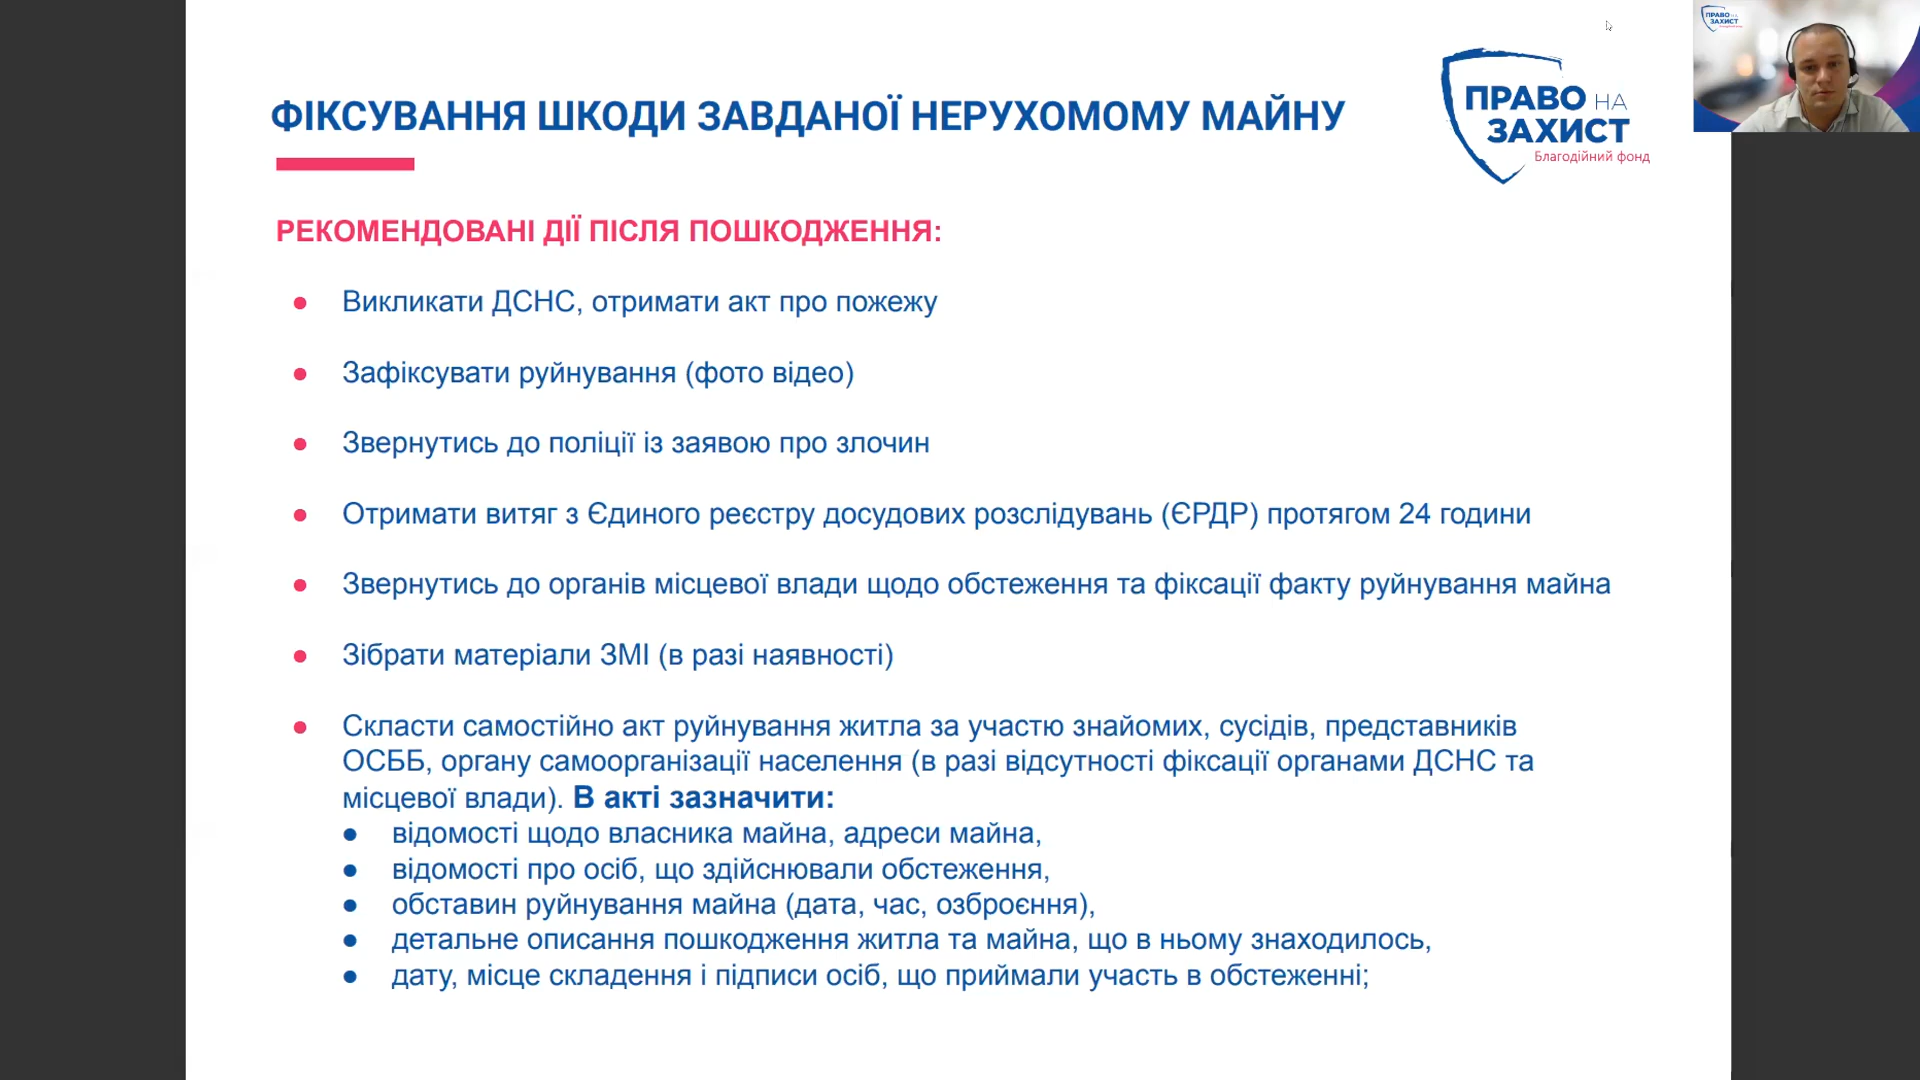 ФІКСУВАННЯ ШКОДИ ЗАВДАНОЇ НЕРУХОМОМУ МАЙНУ
ПРАВО НА
ЗАХИСТ
Благодійний фонд
ПРАВО НА
ЗАХИСТ
РЕКОМЕНДОВАНІ ДІЇ ПІСЛЯ ПОШКОДЖЕННЯ:
● Викликати ДСНС, отримати акт про пожежу
● Зафіксувати руйнування (фото відео)
● Звернутись до поліції із заявою про злочин
● Отримати витяг з Єдиного реєстру досудових розслідувань (ЄРДР) протягом 24 години
● Звернутись до органів місцевої влади щодо обстеження та фіксації факту руйнування майна
● Зібрати матеріали ЗМІ (в разі наявності)
● Скласти самостійно акт руйнування житла за участю знайомих, сусідів, представників
ОСББ, органу самоорганізації населення (в разі відсутності фіксації органами ДСНС та
місцевої влади). В акті зазначити:
● відомості щодо власника майна, адреси майна,
● відомості про осіб, що здійснювали обстеження,
● обставин руйнування майна (дата, час, озброєння),
● детальне описання пошкодження житла та майна, що в ньому знаходилось,
● дату, місце складення і підписи осіб, що приймали участь в обстеженні;